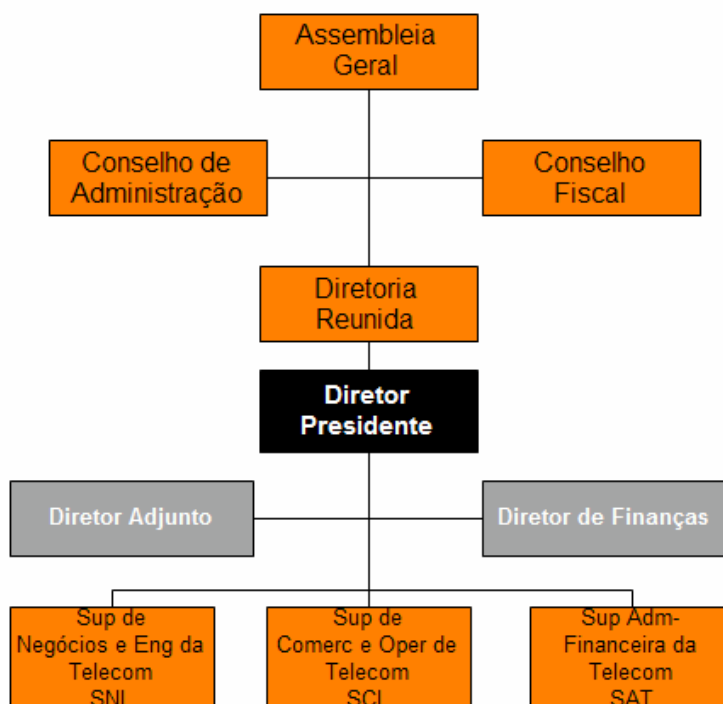 Assembleia
Geral
Conselho de
Administração
Conselho
Fiscal
Diretoria
Reunida
Diretor
Presidente
Diretor Adjunto
Diretor de Finanças
Sup de
Negócios e Eng da
Telecom
Sup de
Comerc e Oper de
Telecom
Sup Adm-
Financeira da
Telecom
SAT